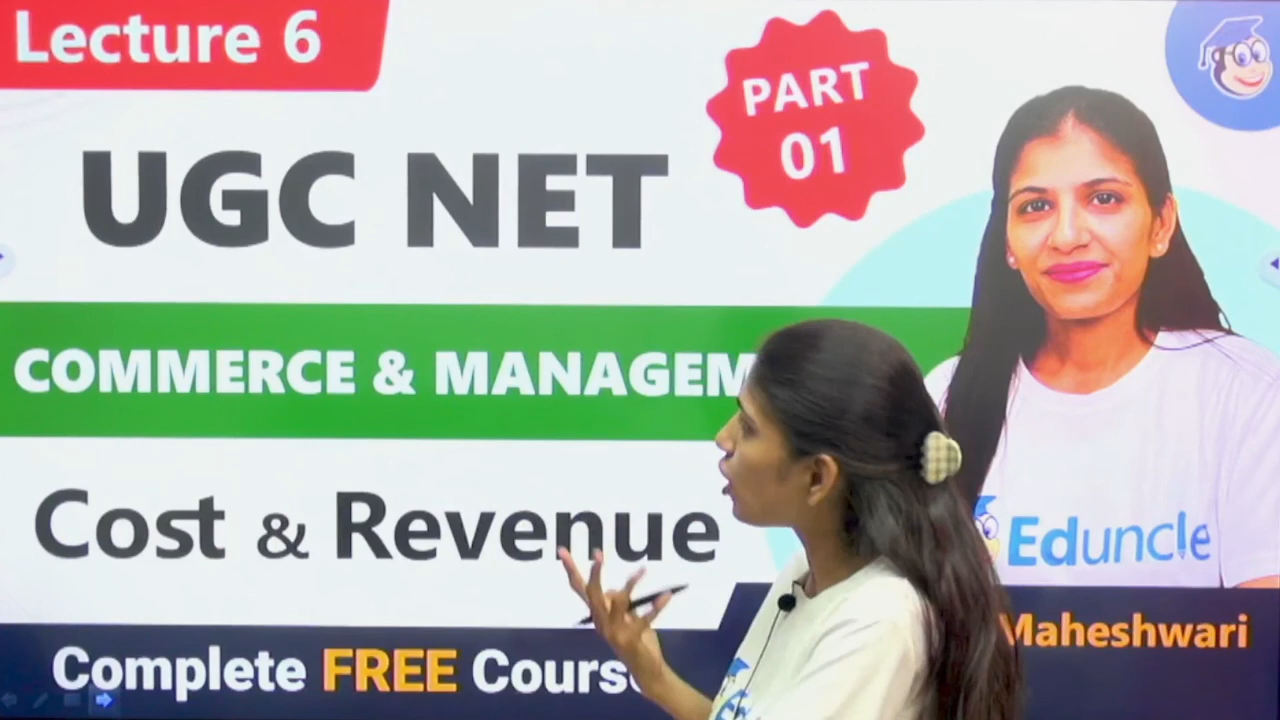 Lecture 6
PART
01
UGC NET
COMMERCE & MANAGEM
Cost & Revenue
Eduncle
Maheshwari
Complete FREE Cours